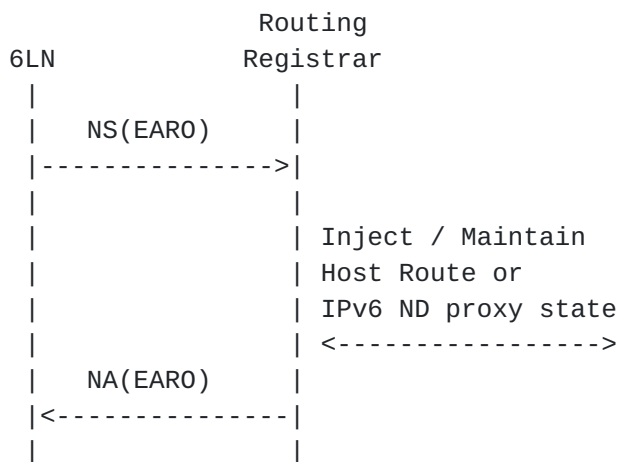 Routing
6LN Registrar
NS(EARO)
Inject / Maintain
Host Route or
IPv6 ND proxy state
NA(EARO)